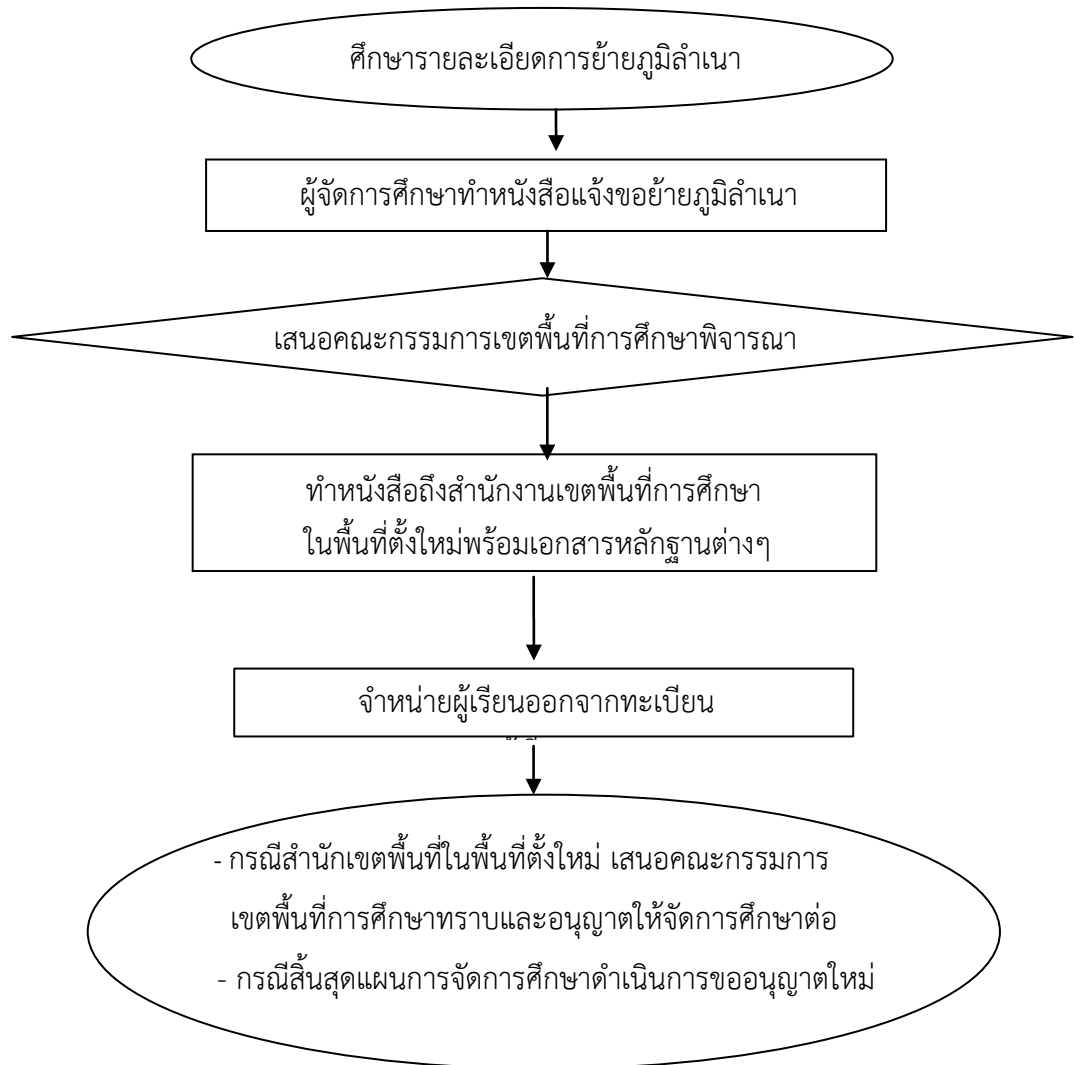 ศึกษารายละเอียดการย้ายภูมิลำเนา
ผู้จัดการศึกษาทำหนังสือแจ้งขอย้ายภูมิลำเนา
เสนอคณะกรรมการเขตพื้นที่การศึกษาพิจารณา
ทำหนังสือถึงสำนักงานเขตพื้นที่การศึกษา
ในพื้นที่ตั้งใหม่พร้อมเอกสารหลักฐานต่างๆ
จำหน่ายผู้เรียนออกจากทะเบียน
- กรณีสำนักเขตพื้นที่ในพื้นที่ตั้งใหม่ เสนอคณะกรรมการ
เขตพื้นที่การศึกษาทราบและอนุญาตให้จัดการศึกษาต่อ
- กรณีสิ้นสุดแผนการจัดการศึกษาดำเนินการขออนุญาตใหม่